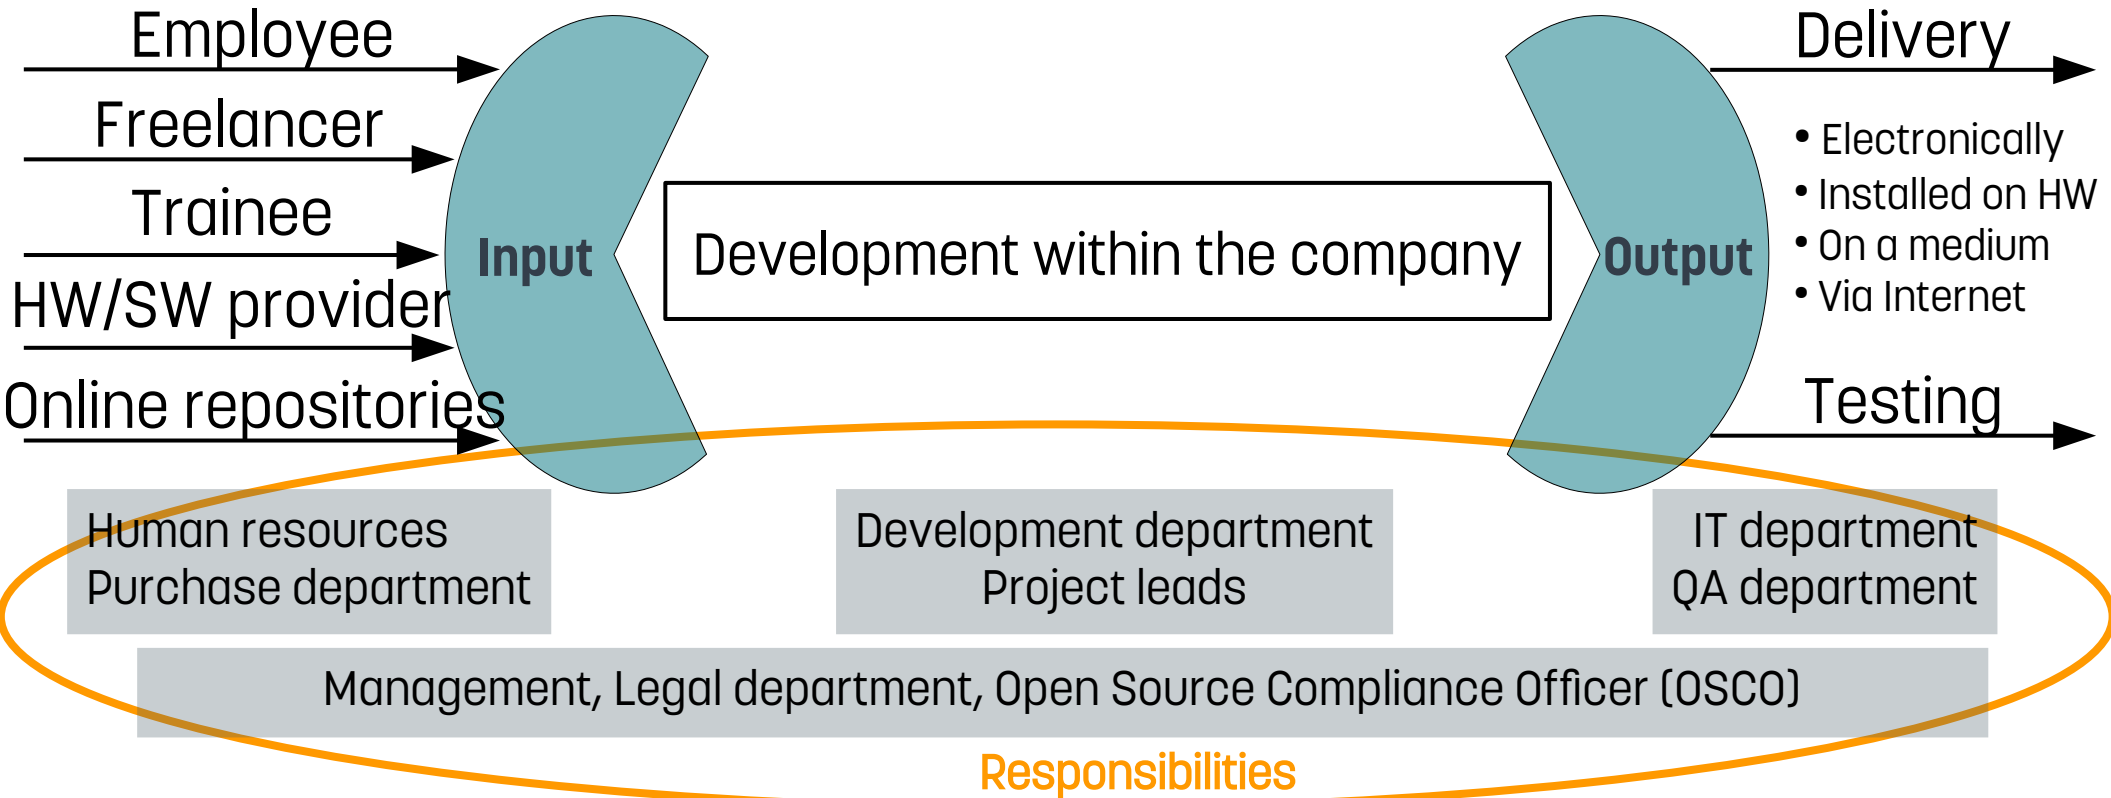 Employee
Freelancer
Trainee
HW/SW provider
Online repositories
Input
Development within the company
Output
Delivery
• Electronically
• Installed on HW
• On a medium
• Via Internet
Testing
Human resources
Purchase department
Development department
Project leads
IT department
QA department
Management, Legal department, Open Source Compliance Officer (OSCO)
Responsibilities